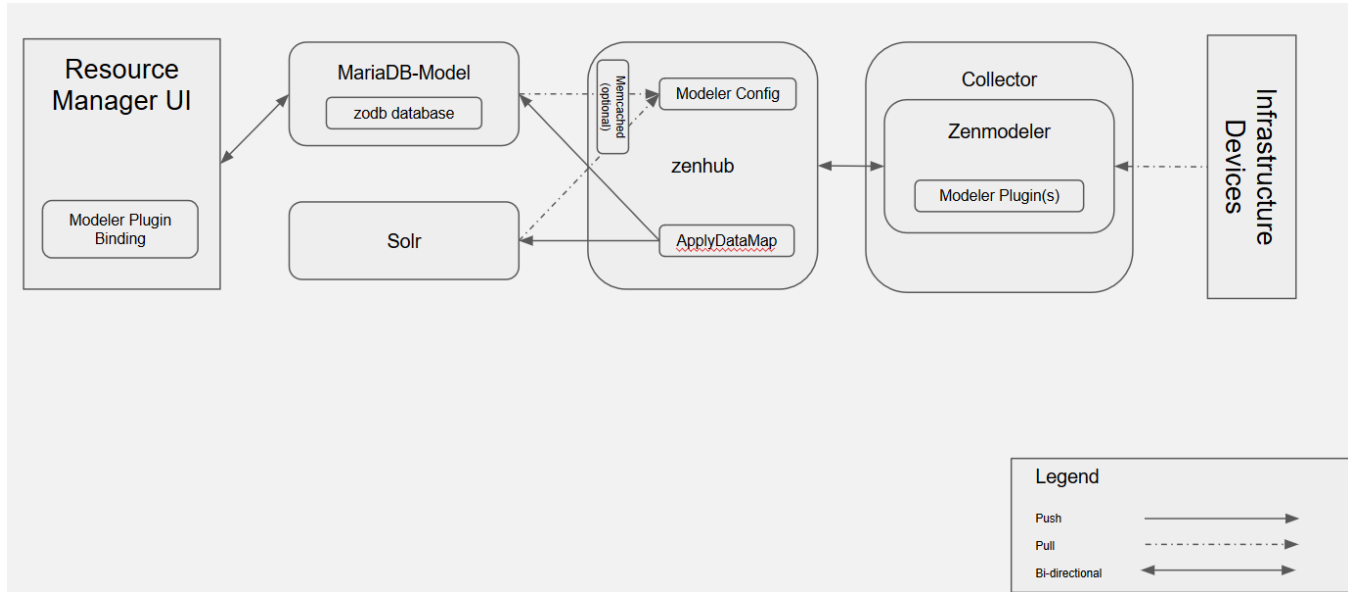 Resource
Manager UI
Modeler Plugin
Binding
MariaDB-Model
zodb database
Solr
Memcached
(optional)
Modeler Config
zenhub
ApplyDataMap
Collector
Zenmodeler
Modeler Plugin(s)
Infrastructure
Devices
Legend
Push
Pull
Bi-directional